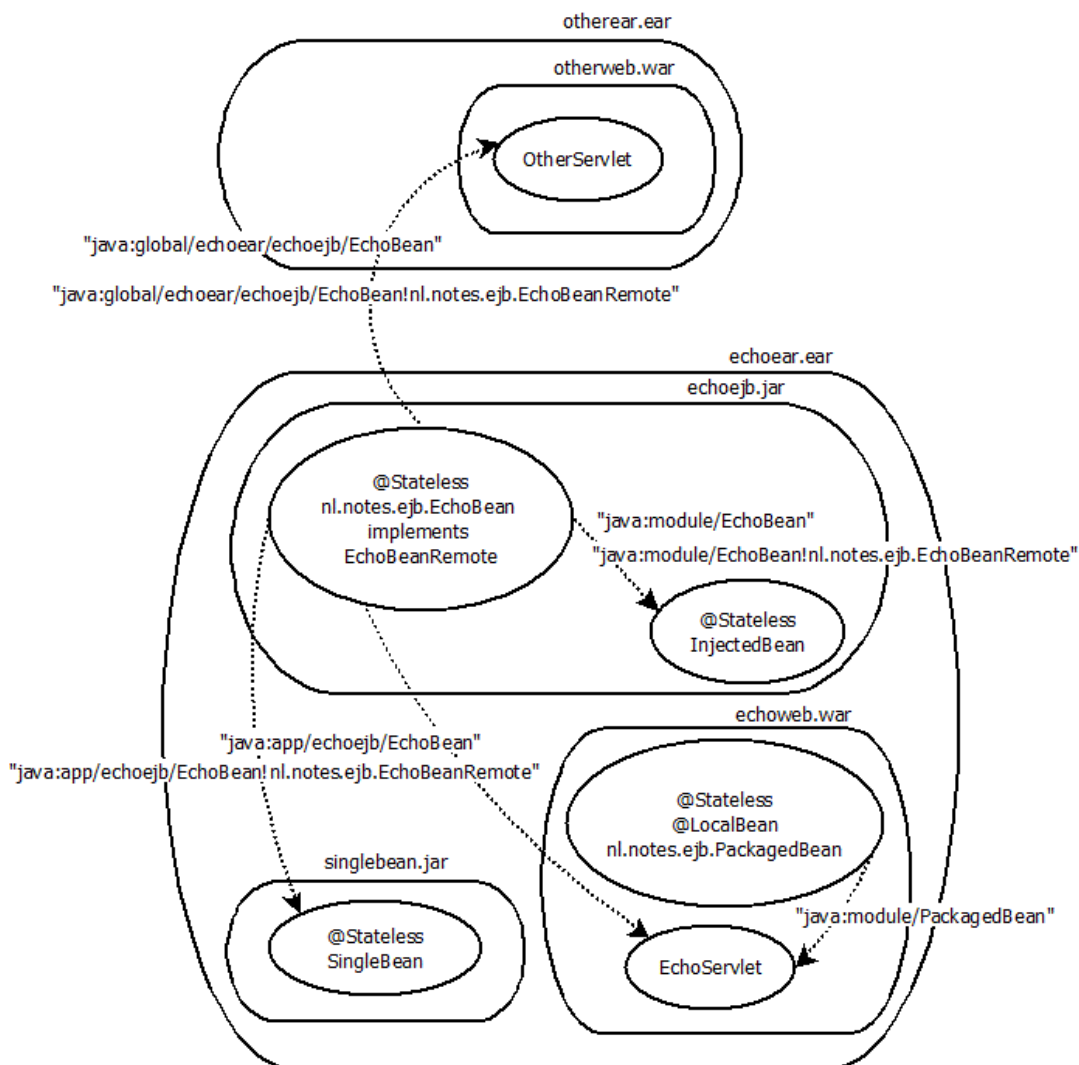 otherear.ear
otherweb.war
OtherServlet
"java:global/echoear/echoejb/EchoBean"
"java:global/echoear/echoejb/EchoBean!nl.notes.ejb.EchoBeanRemote"
echoear.ear
echoejb.jar
@Stateless
nl.notes.ejb.EchoBean
implements
EchoBeanRemote
"java:module/EchoBean"
"java:module/EchoBean!nl.notes.ejb.EchoBeanRemote"
@Stateless
InjectedBean
echoweb.war
"java:app/echoejb/EchoBean"
"java:app/echoejb/EchoBean!nl.notes.ejb.EchoBeanRemote"
@Stateless
@LocalBean
nl.notes.ejb.PackagedBean
singlebean.jar
"java:module/PackagedBean"
@Stateless
SingleBean
EchoServlet